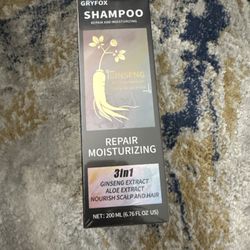 GRYFOX
SHAMPOO
REPAIR AND MOISTURIZING
GINSENG
REPAIR
MOISTURIZING
3in1
GINSENG EXTRACT
ALOE EXTRACT
NOURISH SCALP AND HAIR
NET: 200 ML (6.76 FL OZ US)